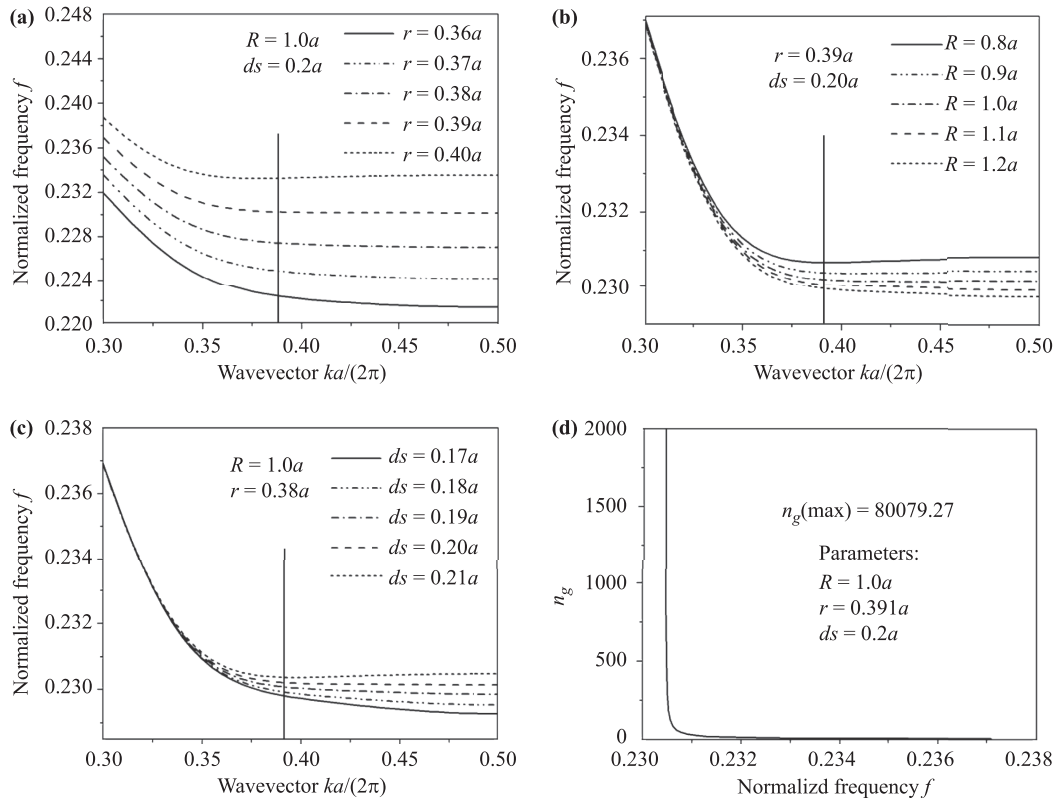 (a)
0.248
0.244
0.240
0.236
0.232
0.228
0.224
0.220
Normalized frequency f
R = 1.0a
ds = 0.2a
r = 0.36a
r = 0.37a
r = 0.38a
r = 0.39a
r = 0.40a
0.30 0.35 0.40 0.45 0.50
Wavevector ka/(2π)
(b)
0.236
0.234
0.232
0.230
Normalized frequency f
r = 0.39a
ds = 0.20a
R = 0.8a
R = 0.9a
R = 1.0a
R = 1.1a
R = 1.2a
0.30 0.35 0.40 0.45 0.50
Wavevector ka/(2π)
(c)
0.238
0.236
0.234
0.232
0.230
Normalized frequency f
R = 1.0a
r = 0.38a
ds = 0.17a
ds = 0.18a
ds = 0.19a
ds = 0.20a
ds = 0.21a
0.30 0.35 0.40 0.45 0.50
Wavevector ka/(2π)
(d)
2000
1500
1000
500
0
n_g
n_g(max) = 80079.27
Parameters:
R = 1.0a
r = 0.391a
ds = 0.2a
0.230 0.232 0.234 0.236 0.238
Normalizd frequency f